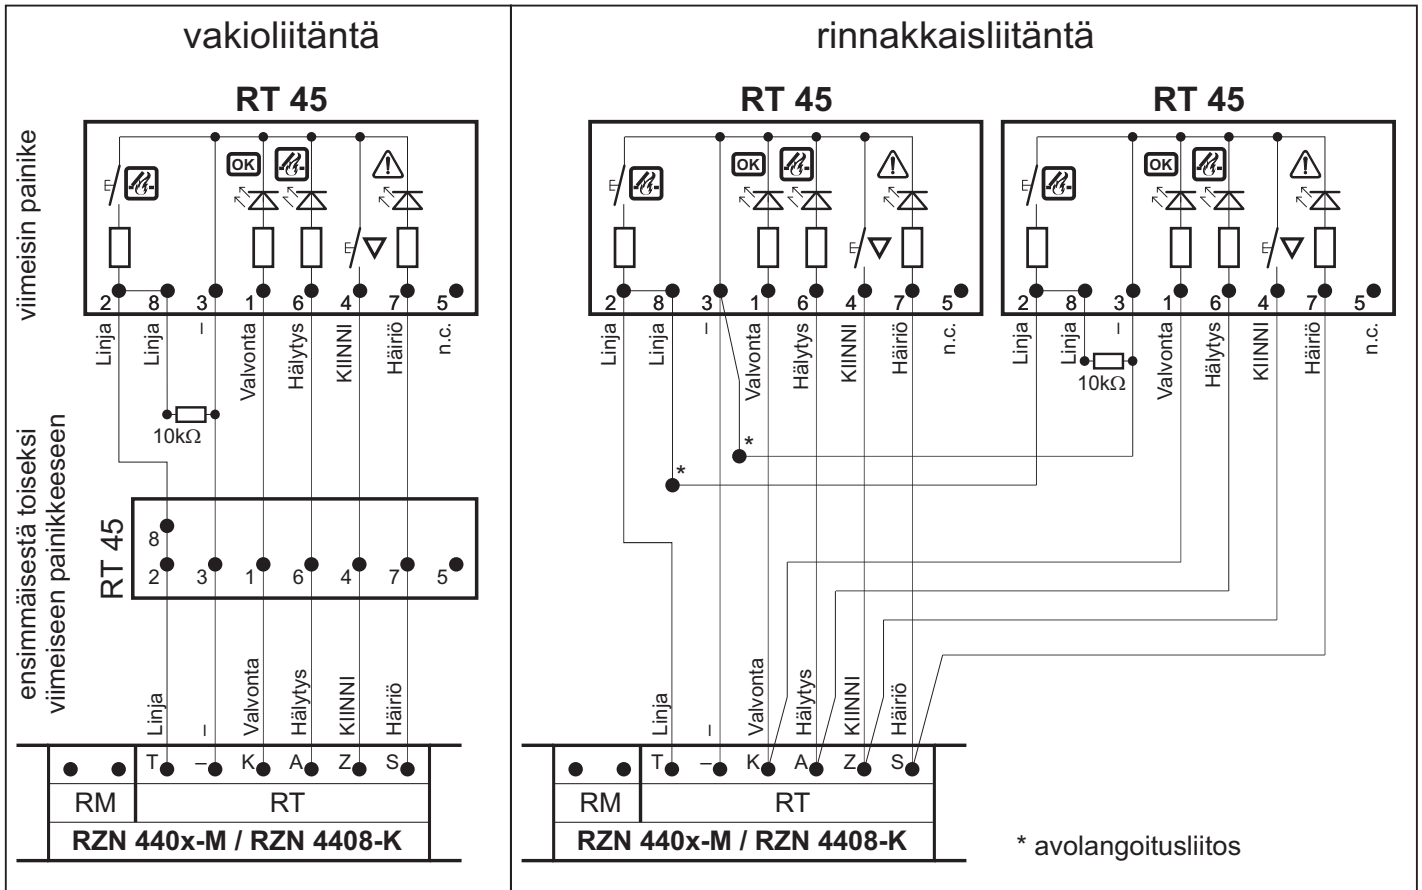 vakioliitäntä
RT 45
viimeisin painike
OK
2 8 3 1 6 4 7 5
Linja Linja – Valvonta Hälytys KIINNI Häiriö n.c.
10kΩ
ensimmäisestä toiseksi
viimeiseen painikkeeseen
RT 45
8
2 3 1 6 4 7 5
Linja – Valvonta Hälytys KIINNI Häiriö
T – K A Z S
RM RT
RZN 440x-M / RZN 4408-K
rinnakkaisliitäntä
RT 45
OK
2 8 3 1 6 4 7 5
Linja Linja – Valvonta Hälytys KIINNI Häiriö n.c.
RT 45
OK
2 8 3 1 6 4 7 5
Linja Linja – Valvonta Hälytys KIINNI Häiriö n.c.
10kΩ
*
*
Linja – Valvonta Hälytys KIINNI Häiriö
T – K A Z S
RM RT
RZN 440x-M / RZN 4408-K
* avolangoitusliitos